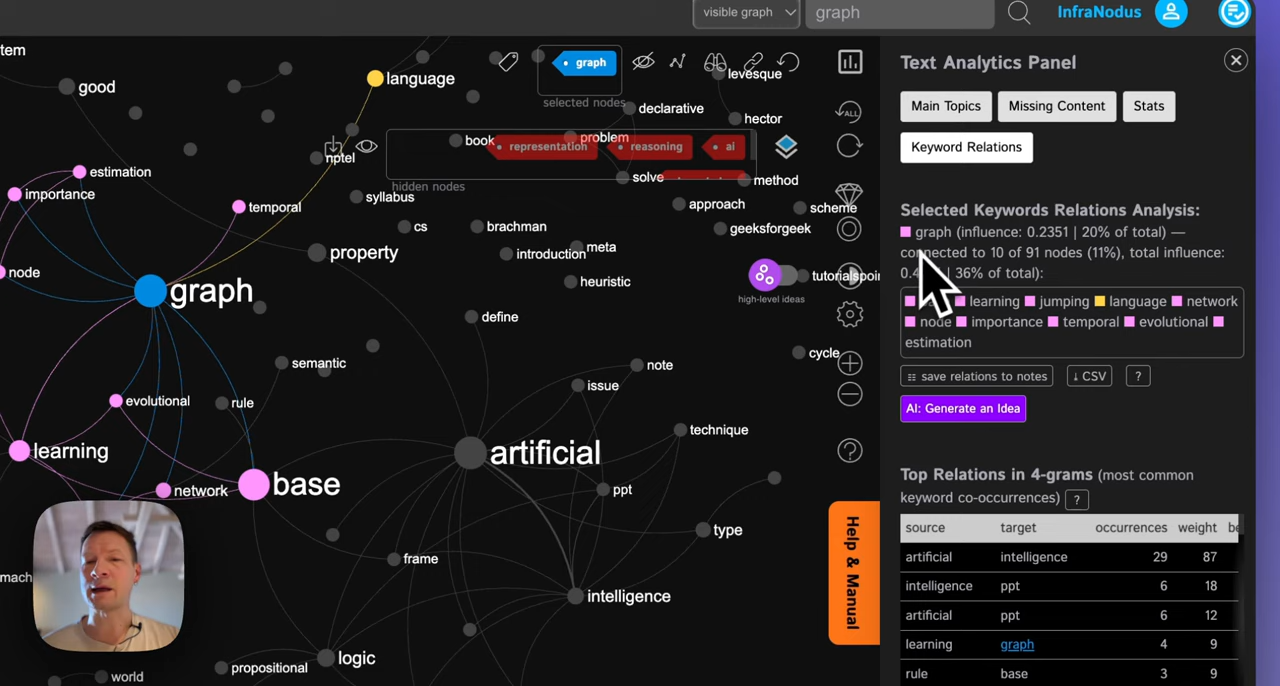 visible graph
graph
InfraNodus
tem
good
language
graph
selected nodes
levesque
declarative
hector
book
problem
representation
reasoning
ai
nptel
hidden nodes
solve
method
estimation
importance
temporal
syllabus
approach
scheme
cs
brachman
geeksforgeek
property
introduction
meta
node
graph
heuristic
tutorialspoin
high-level ideas
define
semantic
cycle
note
issue
evolutional
rule
technique
learning
artificial
network
base
ppt
type
frame
intelligence
mach
logic
propositional
world
Help & Manual
Text Analytics Panel
Main Topics
Missing Content
Stats
Keyword Relations
Selected Keywords Relations Analysis:
graph (influence: 0.2351 | 20% of total) —
connected to 10 of 91 nodes (11%), total influence:
36% of total):
learning jumping language network
node importance temporal evolutional
estimation
save relations to notes
↓ CSV
?
AI: Generate an Idea
Top Relations in 4-grams (most common
keyword co-occurrences) ?
source target occurrences weight be
artificial intelligence 29 87
intelligence ppt 6 18
artificial ppt 6 12
learning graph 4 9
rule base 3 9